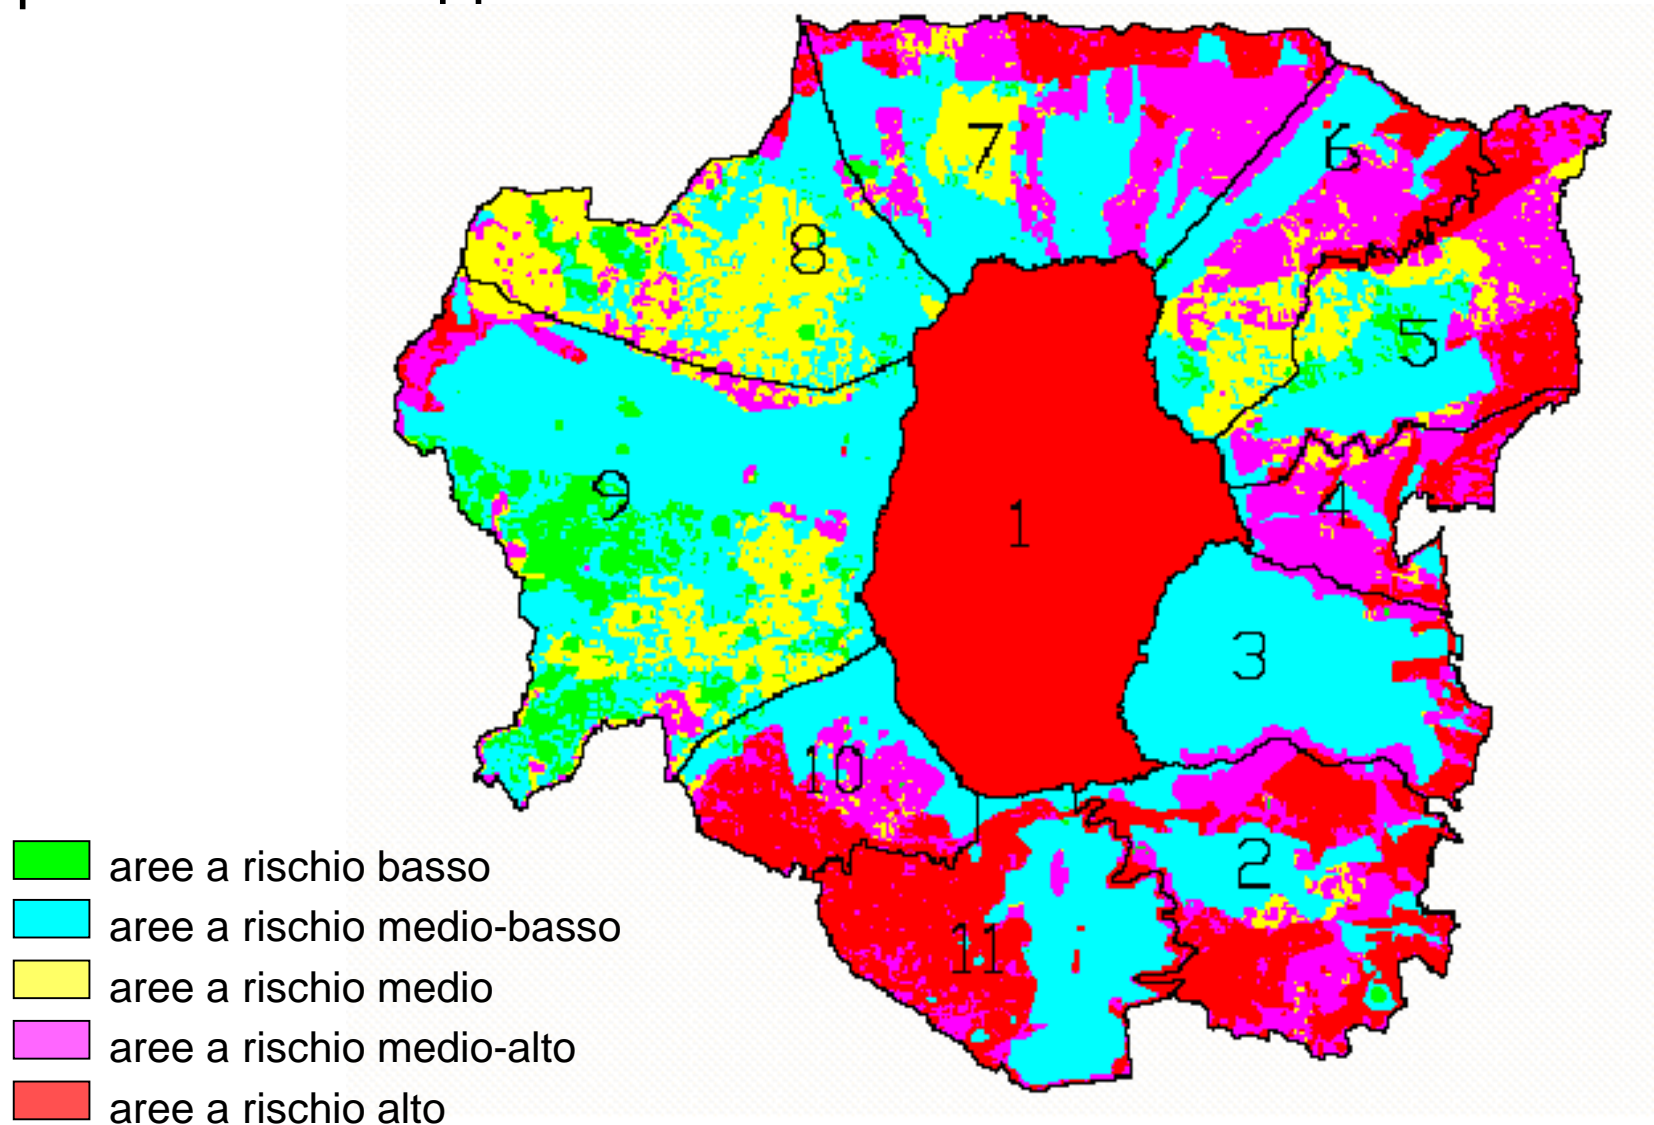 7
6
8
5
9
4
1
3
10
2
11
aree a rischio basso
aree a rischio medio-basso
aree a rischio medio
aree a rischio medio-alto
aree a rischio alto